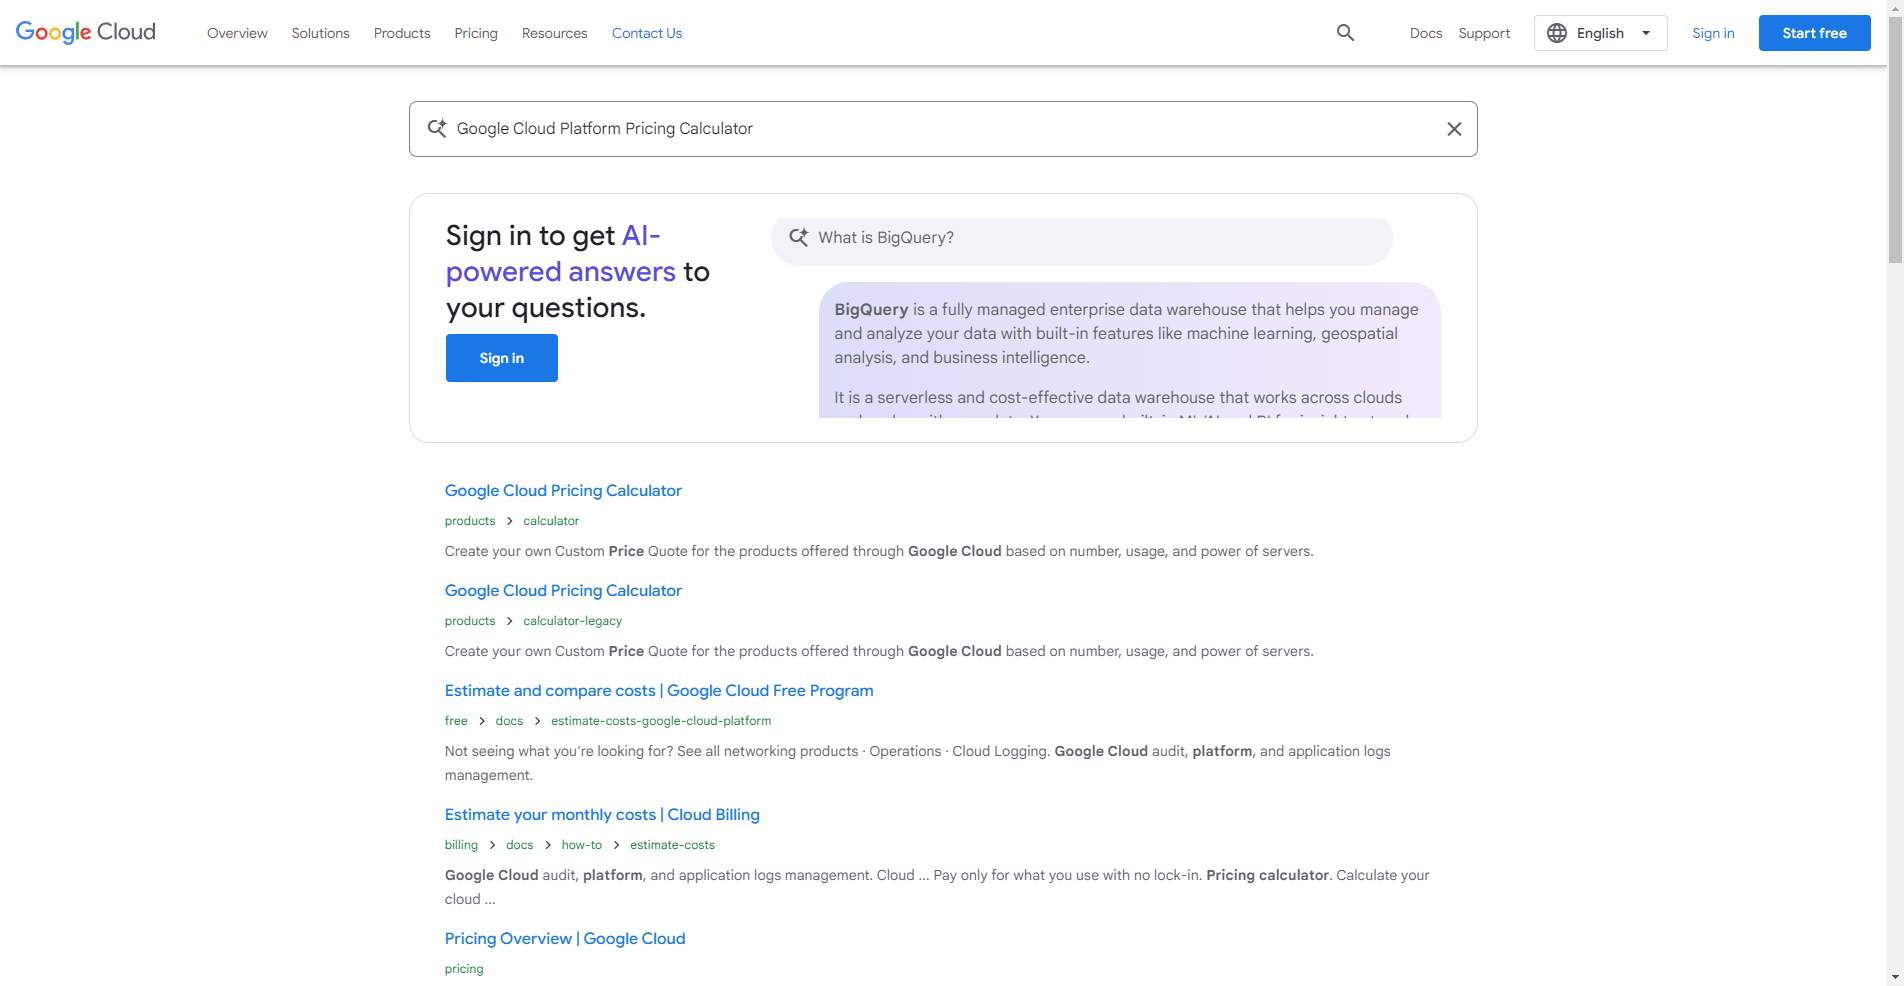 Google Cloud
Overview Solutions Products Pricing Resources Contact Us Docs Support English Sign in Start free
Google Cloud Platform Pricing Calculator
Sign in to get AI-
powered answers to
your questions.
Sign in
What is BigQuery?
BigQuery is a fully managed enterprise data warehouse that helps you manage
and analyze your data with built-in features like machine learning, geospatial
analysis, and business intelligence.
It is a serverless and cost-effective data warehouse that works across clouds
Google Cloud Pricing Calculator
products > calculator
Create your own Custom Price Quote for the products offered through Google Cloud based on number, usage, and power of servers.
Google Cloud Pricing Calculator
products > calculator-legacy
Create your own Custom Price Quote for the products offered through Google Cloud based on number, usage, and power of servers.
Estimate and compare costs | Google Cloud Free Program
free > docs > estimate-costs-google-cloud-platform
Not seeing what you're looking for? See all networking products · Operations · Cloud Logging. Google Cloud audit, platform, and application logs
management.
Estimate your monthly costs | Cloud Billing
billing > docs > how-to > estimate-costs
Google Cloud audit, platform, and application logs management. Cloud ... Pay only for what you use with no lock-in. Pricing calculator. Calculate your
cloud ...
Pricing Overview | Google Cloud
pricing